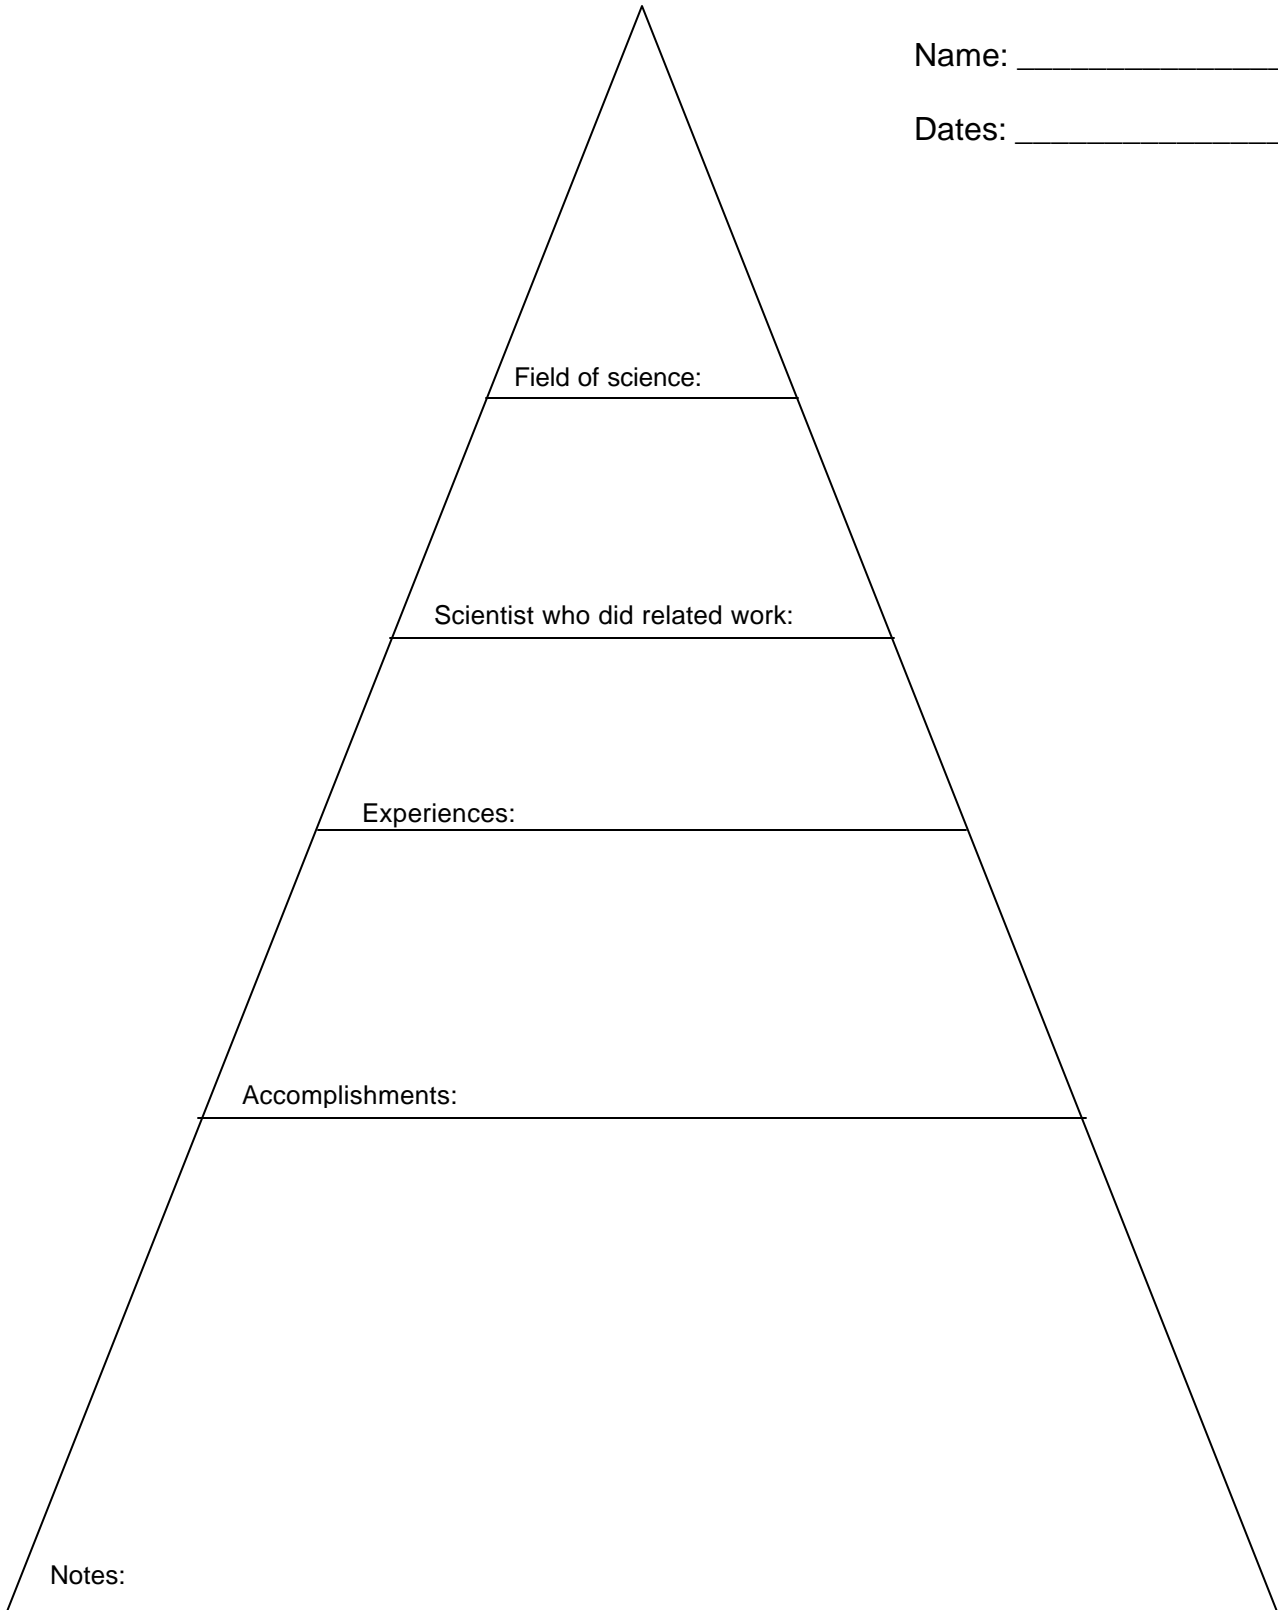 Name: _______________
Dates: _______________
Field of science:
Scientist who did related work:
Experiences:
Accomplishments:
Notes: